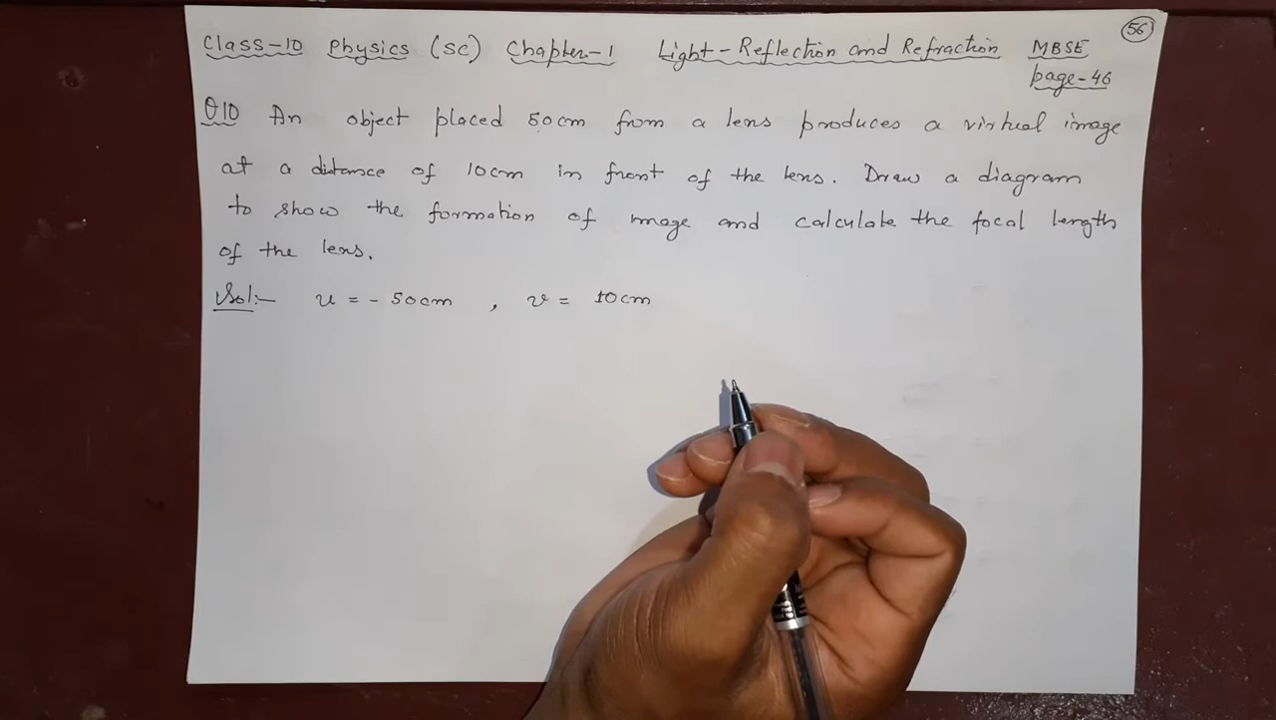 56
Class-10 Physics (SC) Chapter-1 Light-Reflection and Refraction MBSE
page-46
Q10 An object placed 50cm from a lens produces a virtual image
at a distance of 10cm in front of the lens. Draw a diagram
to show the formation of image and calculate the focal length
of the lens.
Sol:- u = - 50cm , v = 10cm